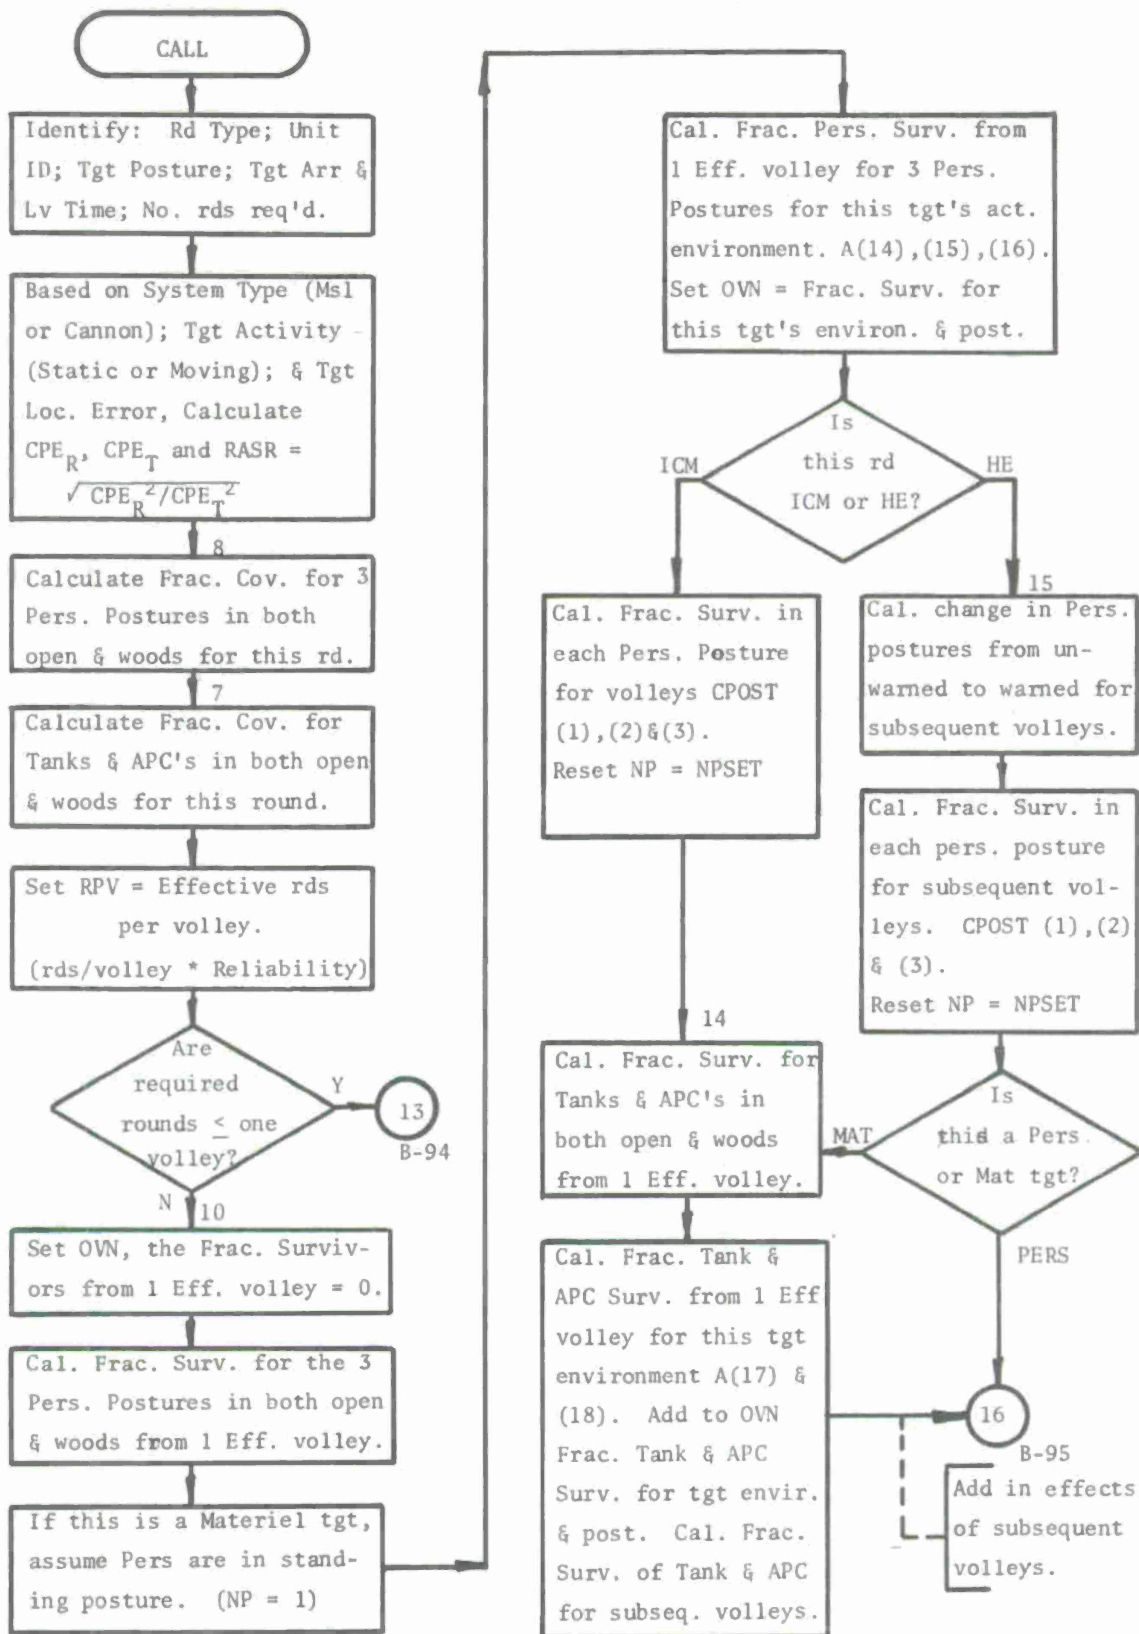 CALL
Identify: Rd Type; Unit
ID; Tgt Posture; Tgt Arr &
Lv Time; No. rds req'd.
Based on System Type (Msl
or Cannon); Tgt Activity
(Static or Moving); & Tgt
Loc. Error, Calculate
CPE_R, CPE_T and RASR =
√CPE_R²/CPE_T²
8
Calculate Frac. Cov. for 3
Pers. Postures in both
open & woods for this rd.
7
Calculate Frac. Cov. for
Tanks & APC's in both open
& woods for this round.
Set RPV = Effective rds
per volley.
(rds/volley * Reliability)
Are
required
rounds ≤ one
volley?
Y
13
B-94
N
10
Set OVN, the Frac. Surviv-
ors from 1 Eff. volley = 0.
Cal. Frac. Surv. for the 3
Pers. Postures in both open
& woods from 1 Eff. volley.
If this is a Materiel tgt,
assume Pers are in stand-
ing posture. (NP = 1)
Cal. Frac. Pers. Surv. from
1 Eff. volley for 3 Pers.
Postures for this tgt's act.
environment. A(14),(15),(16).
Set OVN = Frac. Surv. for
this tgt's environ. & post.
Is
this rd
ICM or HE?
ICM
HE
Cal. Frac. Surv. in
each Pers. Posture
for volleys CPOST
(1),(2)&(3).
Reset NP = NPSET
15
Cal. change in Pers.
postures from un-
warned to warned for
subsequent volleys.
Cal. Frac. Surv. in
each pers. posture
for subsequent vol-
leys. CPOST (1),(2)
& (3).
Reset NP = NPSET
Is
this a Pers.
or Mat tgt?
MAT
PERS
14
Cal. Frac. Surv. for
Tanks & APC's in
both open & woods
from 1 Eff. volley.
Cal. Frac. Tank &
APC Surv. from 1 Eff
volley for this tgt
environment A(17) &
(18). Add to OVN
Frac. Tank & APC
Surv. for tgt envir.
& post. Cal. Frac.
Surv. of Tank & APC
for subseq. volleys.
16
B-95
Add in effects
of subsequent
volleys.